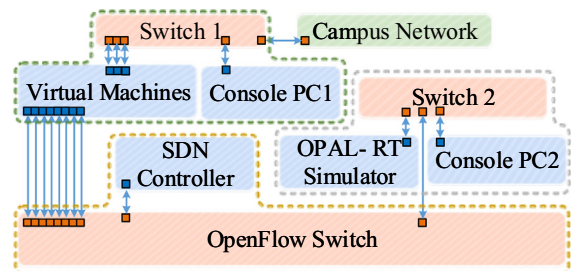 Switch 1
Campus Network
Virtual Machines
Console PC1
Switch 2
SDN
Controller
OPAL- RT
Simulator
Console PC2
OpenFlow Switch